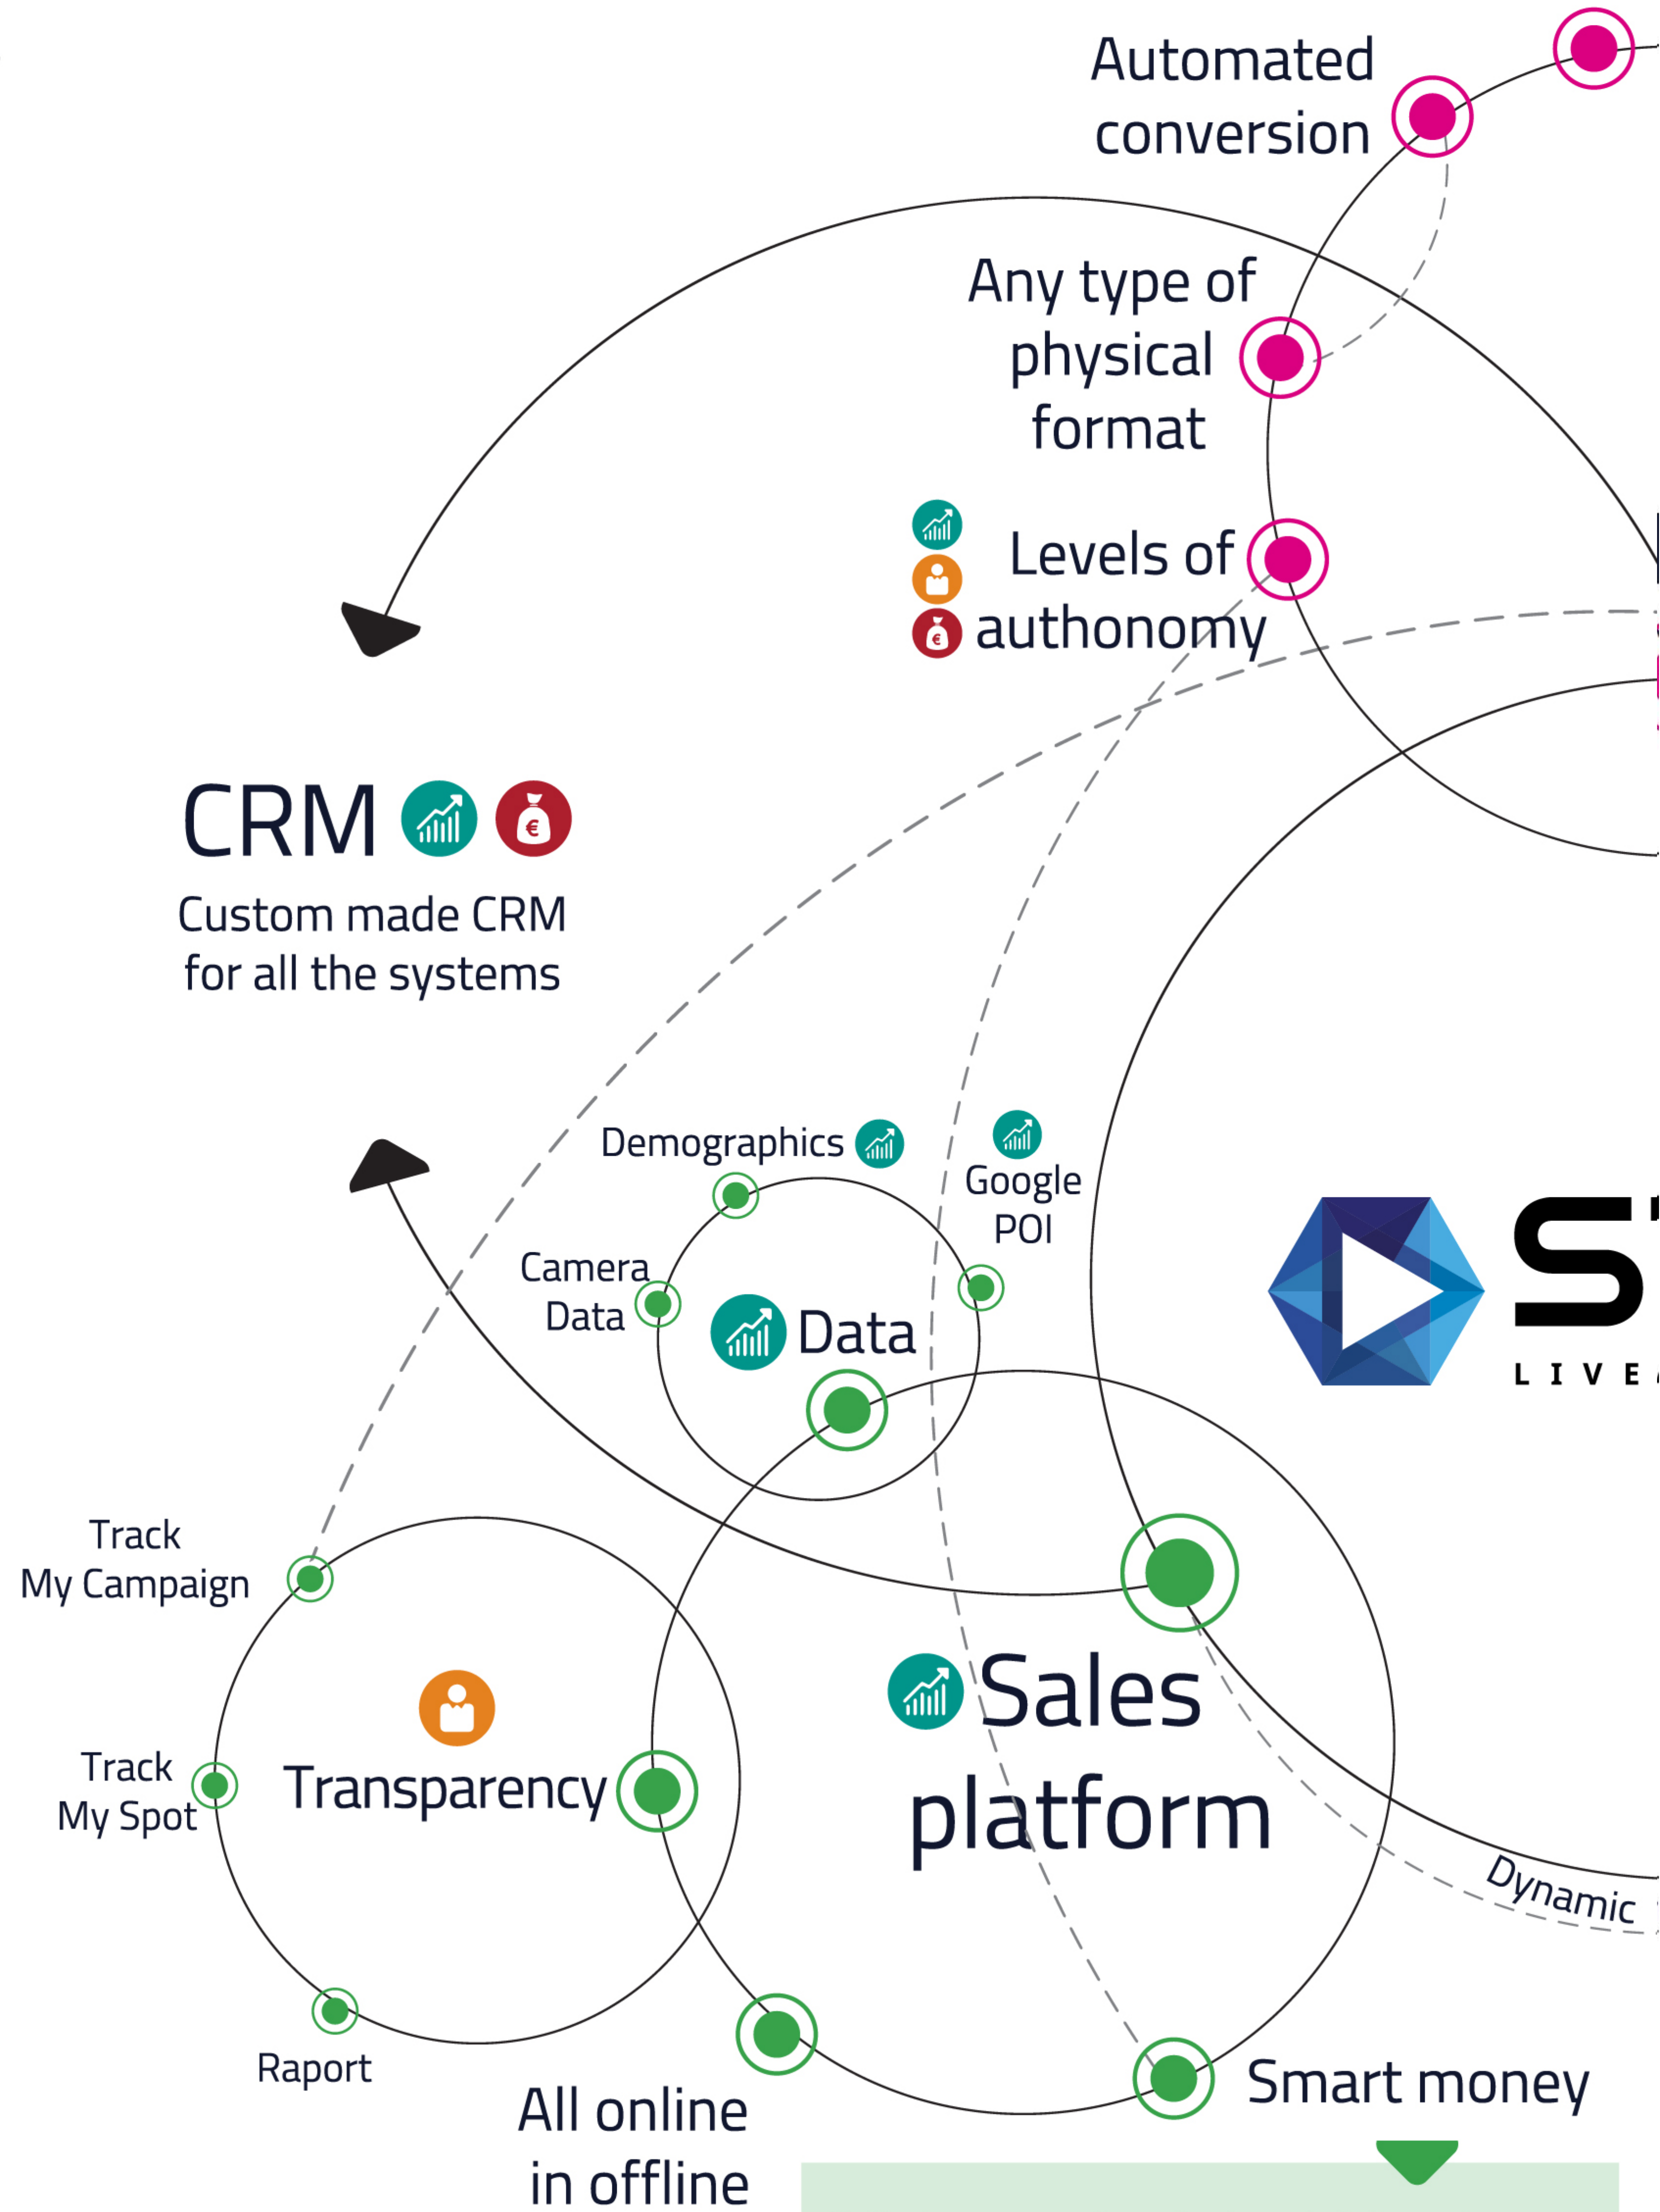 Automated
conversion
Any type of
physical
format
Levels of
authonomy
CRM
Custom made CRM
for all the systems
Demographics
Google
POI
Camera
Data
Data
LIVE
Track
My Campaign
Sales
platform
Track
My Spot
Transparency
Dynamic
Raport
Smart money
All online
in offline